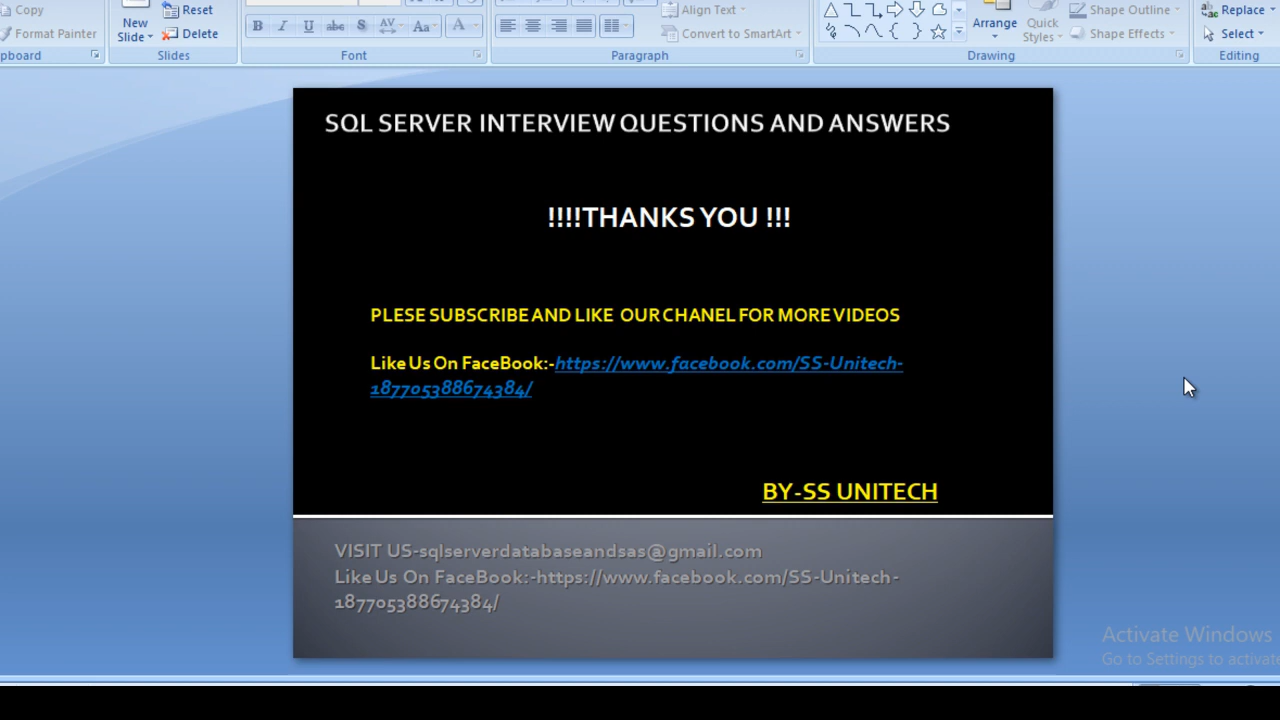 Copy
Format Painter
pboard
New
Slide
Reset
Delete
Slides
B I U abc S AV Aa A
Font
Align Text
Convert to SmartArt
Paragraph
Arrange
Quick
Styles
Shape Outline
Shape Effects
Drawing
Replace
Select
Editing
SQL SERVER INTERVIEW QUESTIONS AND ANSWERS
!!!!THANKS YOU !!!
PLESE SUBSCRIBE AND LIKE OUR CHANEL FOR MORE VIDEOS
Like Us On FaceBook:-https://www.facebook.com/SS-Unitech-
187705388674384/
BY-SS UNITECH
VISIT US-sqlserverdatabaseandsas@gmail.com
Like Us On FaceBook:-https://www.facebook.com/SS-Unitech-
187705388674384/
Activate Windows
Go to Settings to activate